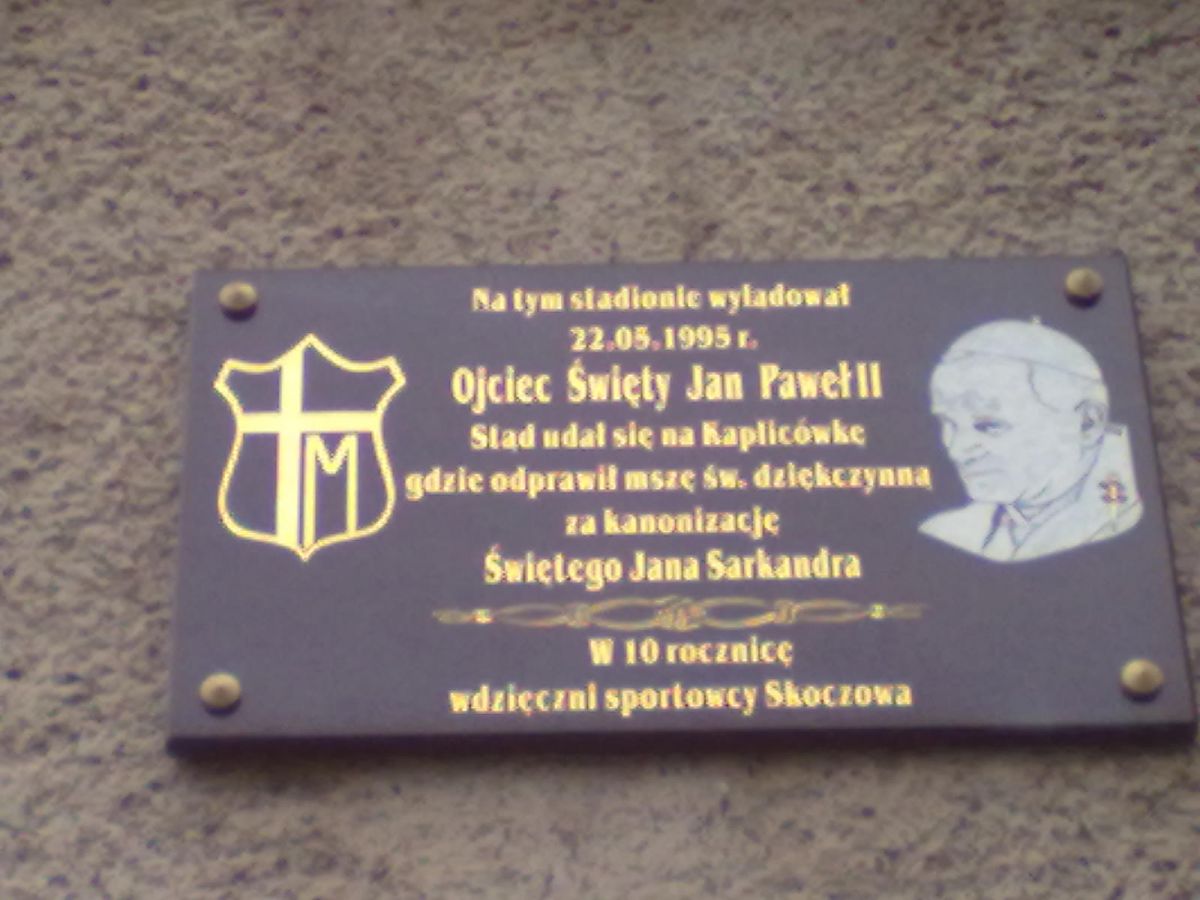 Na tym stadionie wylądował
22.05.1995 r.
Ojciec Święty Jan Paweł II
Stąd udał się na Kaplicówkę
gdzie odprawił mszę św. dziękczynną
za kanonizację
Świętego Jana Sarkandra
W 10 rocznicę
wdzięczni sportowcy Skoczowa
M